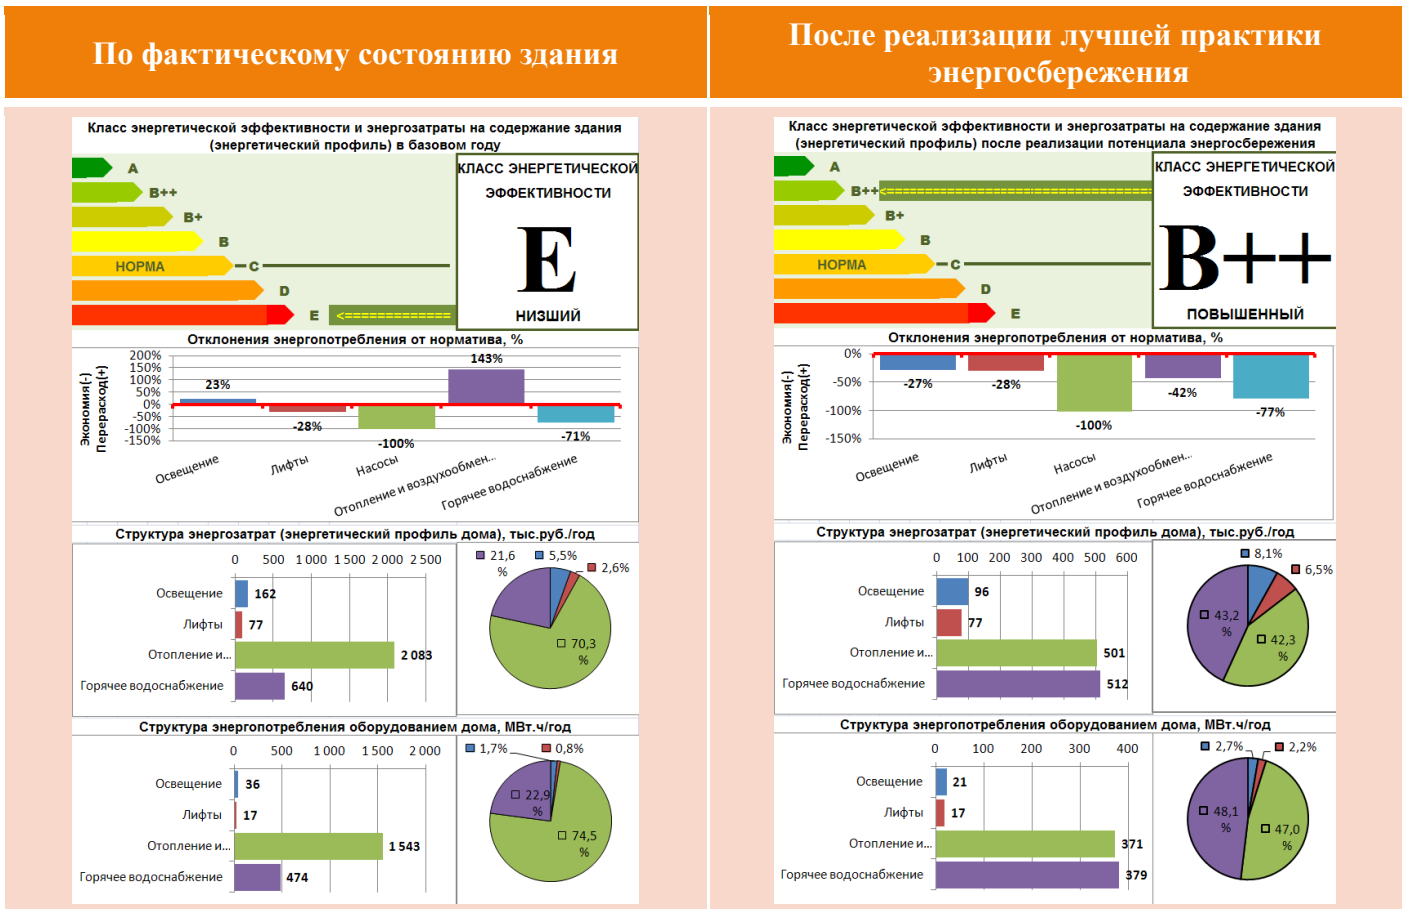 По фактическому состоянию здания
Класс энергетической эффективности и энергозатраты на содержание здания
(энергетический профиль) в базовом году
A
B++
B+
B
НОРМА
C
D
E
<=============
КЛАСС ЭНЕРГЕТИЧЕСКОЙ
ЭФФЕКТИВНОСТИ
E
НИЗШИЙ
Отклонения энергопотребления от норматива, %
Экономия(-)
Перерасход(+)
200%
150%
100%
50%
0%
-50%
-100%
-150%
23%
-28%
-100%
143%
-71%
Освещение
Лифты
Насосы
Отопление и воздухообмен...
Горячее водоснабжение
Структура энергозатрат (энергетический профиль дома), тыс.руб./год
0 500 1 000 1 500 2 000 2 500
Освещение 162
Лифты 77
Отопление и... 2 083
Горячее водоснабжение 640
21,6
%
5,5%
2,6%
70,3
%
Структура энергопотребления оборудованием дома, МВт.ч/год
0 500 1 000 1 500 2 000
Освещение 36
Лифты 17
Отопление и... 1 543
Горячее водоснабжение 474
1,7%
0,8%
22,9
%
74,5
%
После реализации лучшей практики
энергосбережения
Класс энергетической эффективности и энергозатраты на содержание здания
(энергетический профиль) после реализации потенциала энергосбережения
A
B++
B+
B
НОРМА
C
D
E
КЛАСС ЭНЕРГЕТИЧЕСКОЙ
ЭФФЕКТИВНОСТИ
B++
ПОВЫШЕННЫЙ
Отклонения энергопотребления от норматива, %
Экономия(-)
Перерасход(+)
0%
-50%
-100%
-150%
-27%
-28%
-100%
-42%
-77%
Освещение
Лифты
Насосы
Отопление и воздухообмен...
Горячее водоснабжение
Структура энергозатрат (энергетический профиль дома), тыс.руб./год
0 100 200 300 400 500 600
Освещение 96
Лифты 77
Отопление и... 501
Горячее водоснабжение 512
8,1%
6,5%
43,2
%
42,3
%
Структура энергопотребления оборудованием дома, МВт.ч/год
0 100 200 300 400
Освещение 21
Лифты 17
Отопление и... 371
Горячее водоснабжение 379
2,7%
2,2%
48,1
%
47,0
%